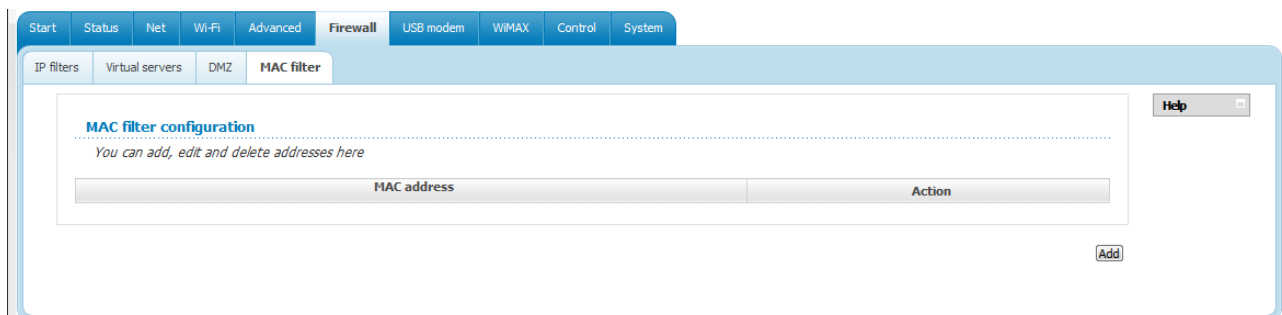 Start Status Net Wi-Fi Advanced Firewall USB modem WiMAX Control System
IP filters Virtual servers DMZ MAC filter
Help
MAC filter configuration
You can add, edit and delete addresses here
MAC address Action
Add